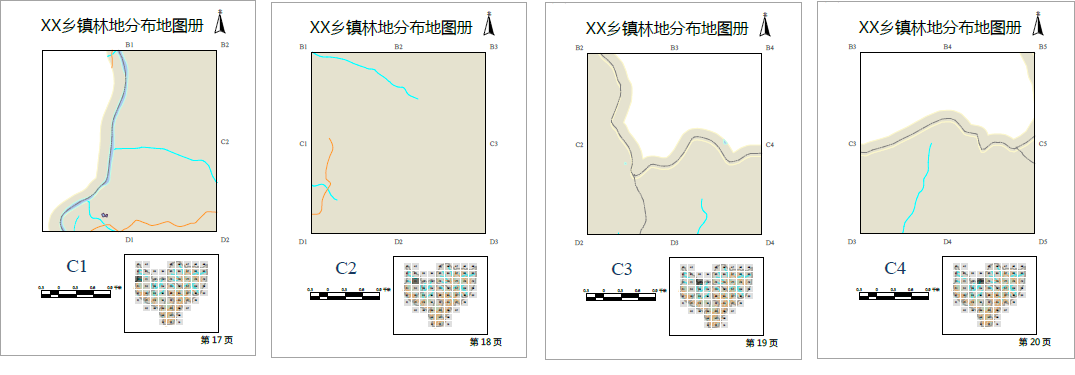 XX乡镇林地分布地图册
B1 B2
C2
D1 D2
C1
第 17 页
XX乡镇林地分布地图册
B1 B2 B3
C1 C3
D1 D2 D3
C2
第 18 页
XX乡镇林地分布地图册
B2 B3 B4
C2 C4
D2 D3 D4
C3
第 19 页
XX乡镇林地分布地图册
B3 B4 B5
C3 C5
D3 D4 D5
C4
第 20 页